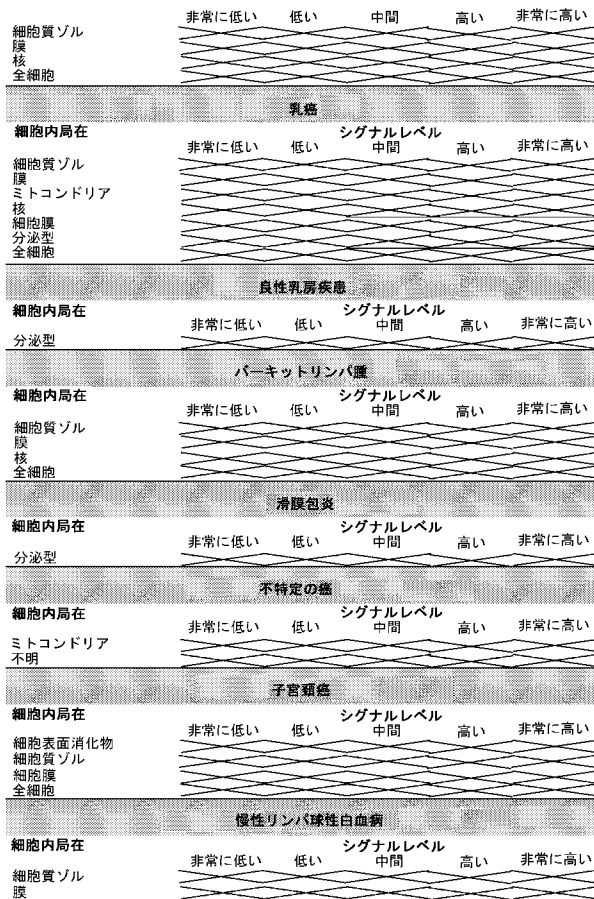 非常に低い 低い 中間 高い 非常に高い
細胞質ゾル
膜
核
全細胞
乳癌
細胞内局在 シグナルレベル
非常に低い 低い 中間 高い 非常に高い
細胞質ゾル
膜
ミトコンドリア
核
細胞膜
分泌型
全細胞
良性乳房疾患
細胞内局在 シグナルレベル
非常に低い 低い 中間 高い 非常に高い
分泌型
バーキットリンパ腫
細胞内局在 シグナルレベル
非常に低い 低い 中間 高い 非常に高い
細胞質ゾル
膜
核
全細胞
滑膜包炎
細胞内局在 シグナルレベル
非常に低い 低い 中間 高い 非常に高い
分泌型
不特定の癌
細胞内局在 シグナルレベル
非常に低い 低い 中間 高い 非常に高い
ミトコンドリア
不明
子宮頚癌
細胞内局在 シグナルレベル
非常に低い 低い 中間 高い 非常に高い
細胞表面消化物
細胞質ゾル
細胞膜
全細胞
慢性リンパ球性白血病
細胞内局在 シグナルレベル
非常に低い 低い 中間 高い 非常に高い
細胞質ゾル
膜